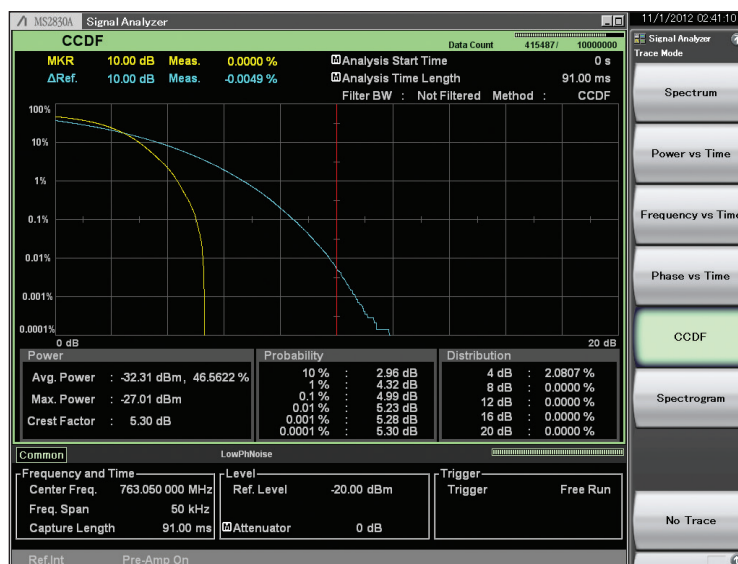 MS2830A Signal Analyzer 11/1/2012 02:41:10
CCDF Data Count 415487/ 10000000
MKR 10.00 dB Meas. 0.0000 % M Analysis Start Time 0 s
ΔRef. 10.00 dB Meas. -0.0049 % M Analysis Time Length 91.00 ms
Filter BW : Not Filtered Method : CCDF
100%
10%
1%
0.1%
0.01%
0.001%
0.0001%
0 dB 20 dB
Power
Avg. Power : -32.31 dBm, 46.5622 %
Max. Power : -27.01 dBm
Crest Factor : 5.30 dB
Probability
10 % : 2.96 dB
1 % : 4.32 dB
0.1 % : 4.99 dB
0.01 % : 5.23 dB
0.001 % : 5.28 dB
0.0001 % : 5.30 dB
Distribution
4 dB : 2.0807 %
8 dB : 0.0000 %
12 dB : 0.0000 %
16 dB : 0.0000 %
20 dB : 0.0000 %
Common LowPhNoise
Frequency and Time
Center Freq. 763.050 000 MHz
Freq. Span 50 kHz
Capture Length 91.00 ms
Level
Ref. Level -20.00 dBm
M Attenuator 0 dB
Trigger
Trigger Free Run
Ref.Int Pre-Amp On
Signal Analyzer
Trace Mode
Spectrum
Power vs Time
Frequency vs Time
Phase vs Time
CCDF
Spectrogram
No Trace